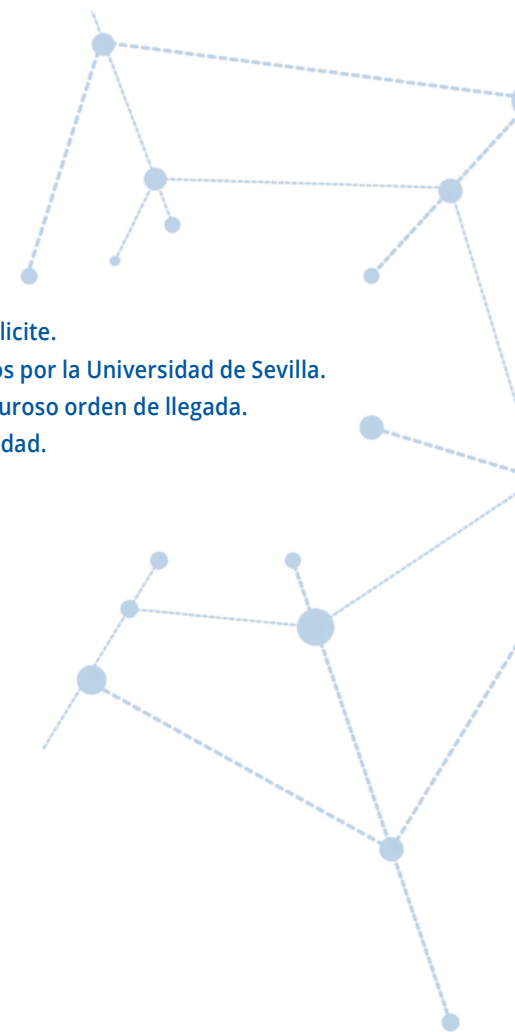 licite.
os por la Universidad de Sevilla.
uroso orden de llegada.
dad.